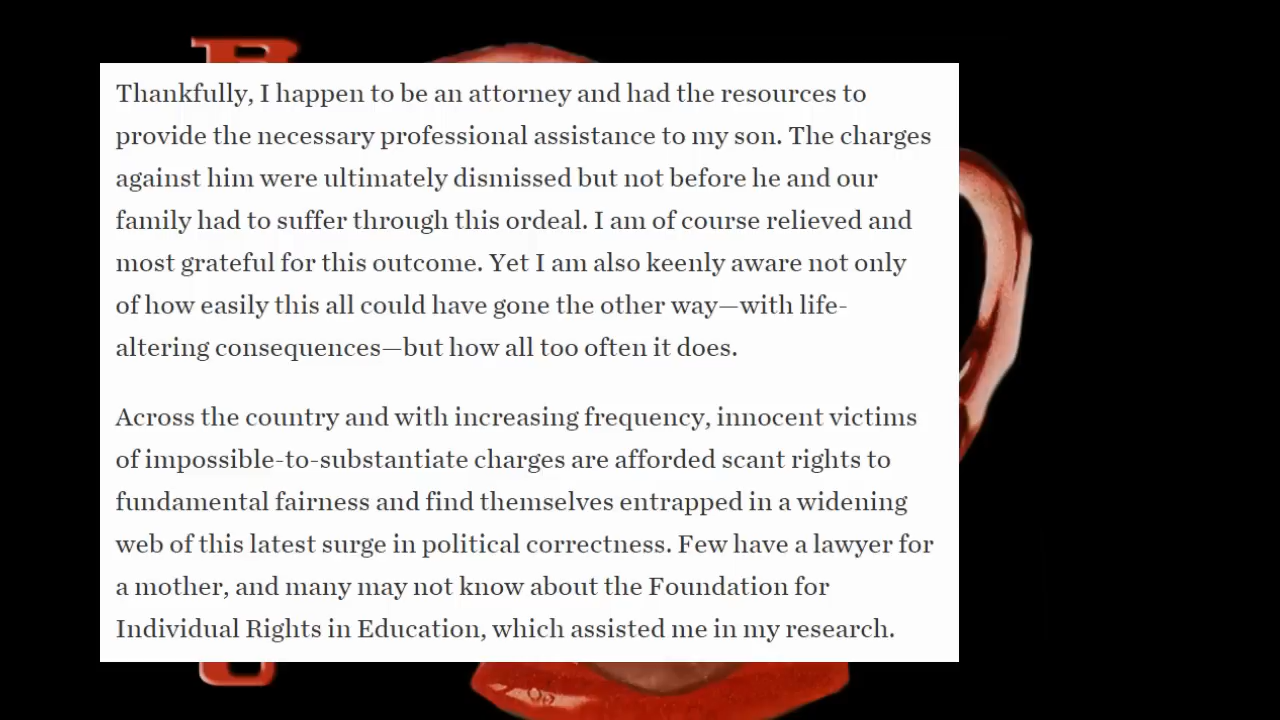 Thankfully, I happen to be an attorney and had the resources to
provide the necessary professional assistance to my son. The charges
against him were ultimately dismissed but not before he and our
family had to suffer through this ordeal. I am of course relieved and
most grateful for this outcome. Yet I am also keenly aware not only
of how easily this all could have gone the other way—with life-
altering consequences—but how all too often it does.
Across the country and with increasing frequency, innocent victims
of impossible-to-substantiate charges are afforded scant rights to
fundamental fairness and find themselves entrapped in a widening
web of this latest surge in political correctness. Few have a lawyer for
a mother, and many may not know about the Foundation for
Individual Rights in Education, which assisted me in my research.